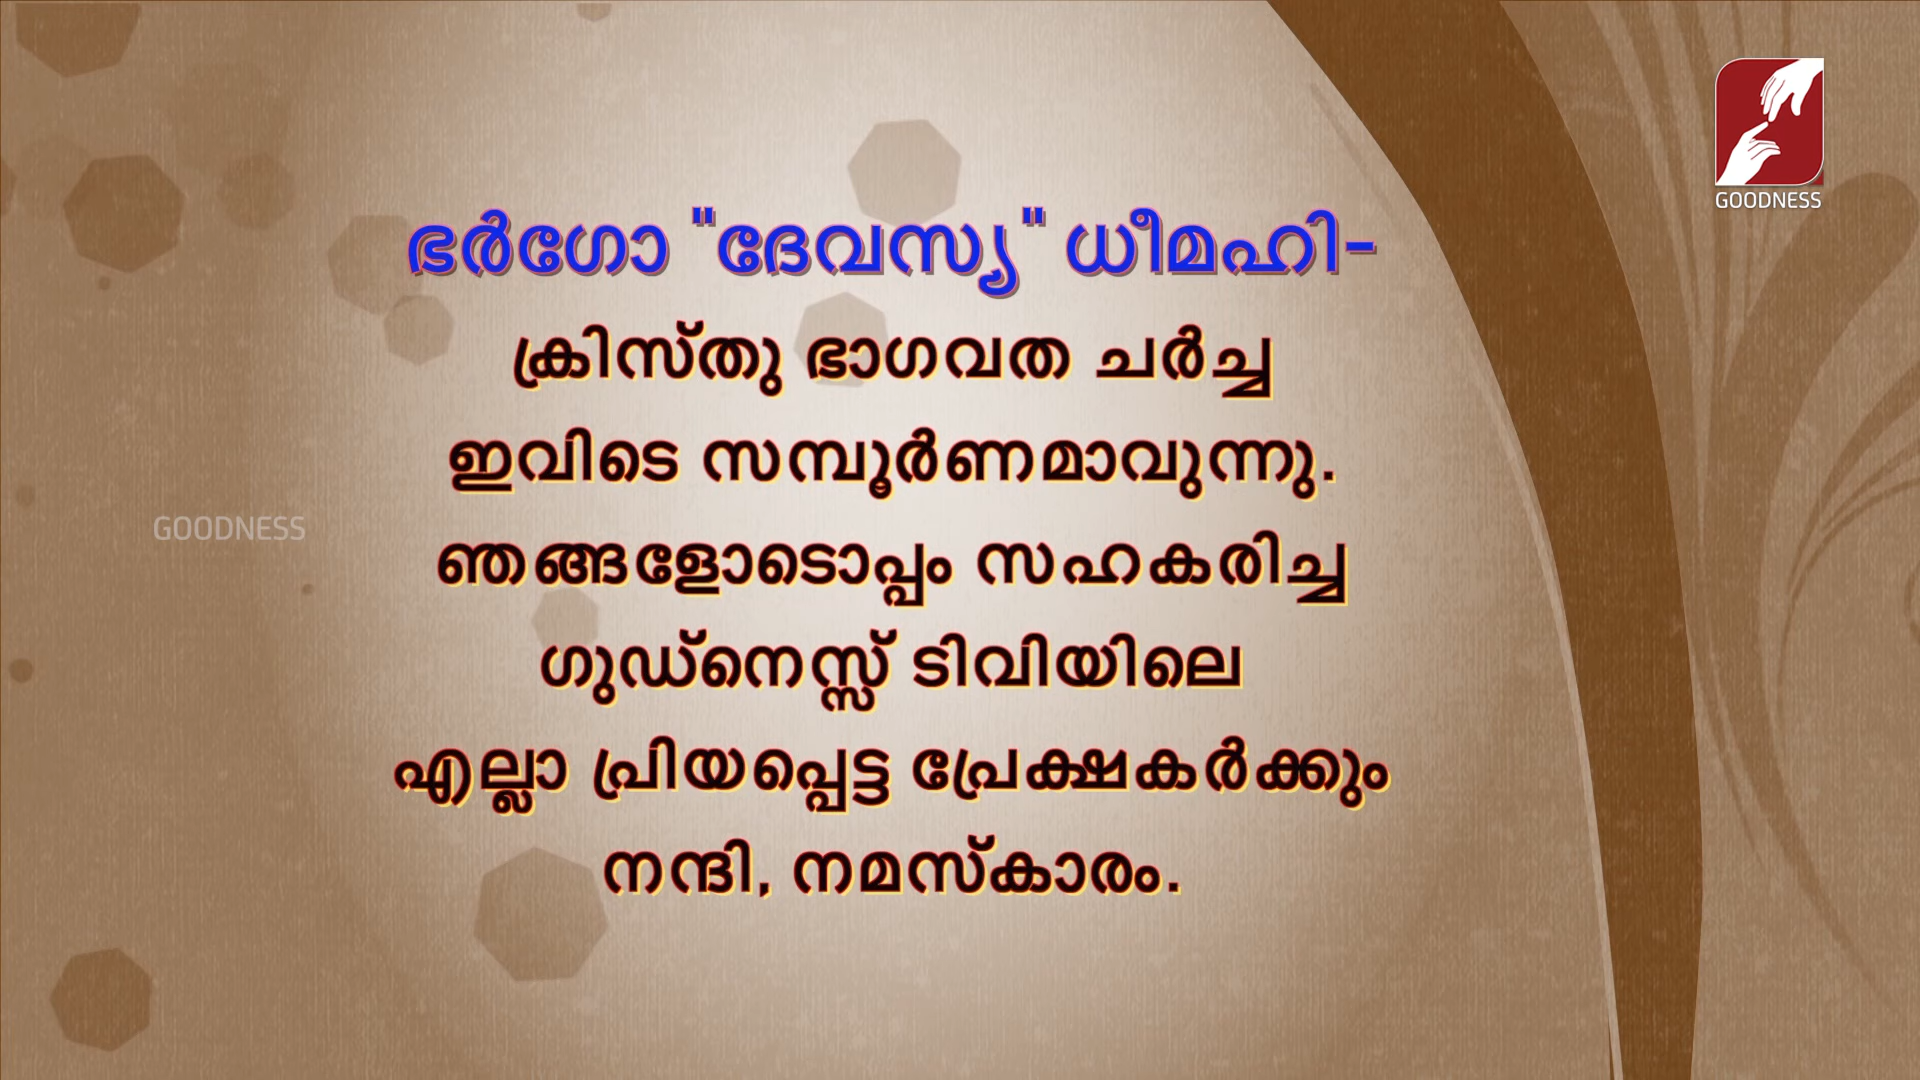 GOODNESS
ഭർഗോ "ദേവസ്യ" ധീമഹി-
ക്രിസ്തു ഭാഗവത ചർച്ച
ഇവിടെ സമ്പൂർണമാവുന്നു.
GOODNESS
ഞങ്ങളോടൊപ്പം സഹകരിച്ച
ഗുഡ്നെസ്സ് ടിവിയിലെ
എല്ലാ പ്രിയപ്പെട്ട പ്രേക്ഷകർക്കും
നന്ദി, നമസ്കാരം.